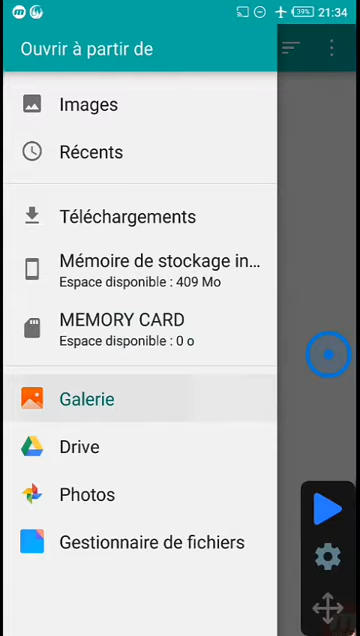 39% 21:34
Ouvrir à partir de
Images
Récents
Téléchargements
Mémoire de stockage in...
Espace disponible : 409 Mo
MEMORY CARD
Espace disponible : 0 o
Galerie
Drive
Photos
Gestionnaire de fichiers